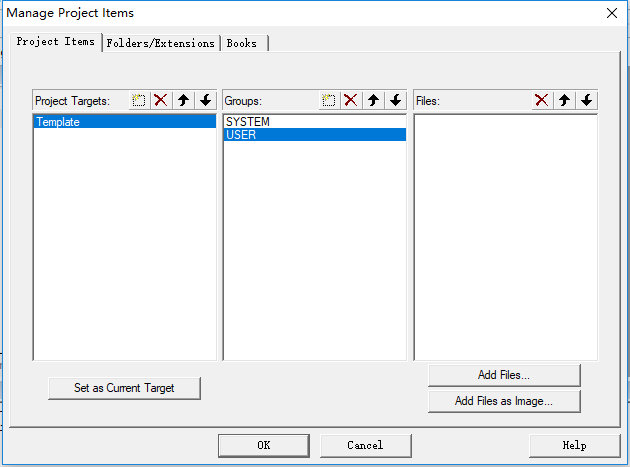 Manage Project Items
Project Items Folders/Extensions Books
Project Targets: Groups: Files:
Template SYSTEM
USER
Set as Current Target
Add Files...
Add Files as Image...
OK Cancel Help